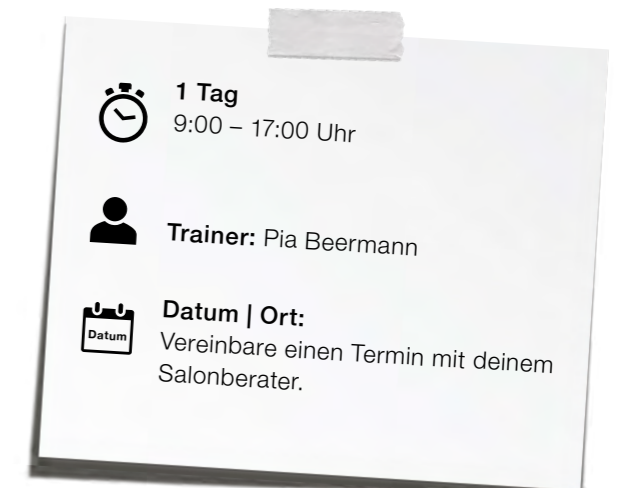 1 Tag
9:00 – 17:00 Uhr
Trainer: Pia Beermann
Datum
Datum | Ort:
Vereinbare einen Termin mit deinem
Salonberater.